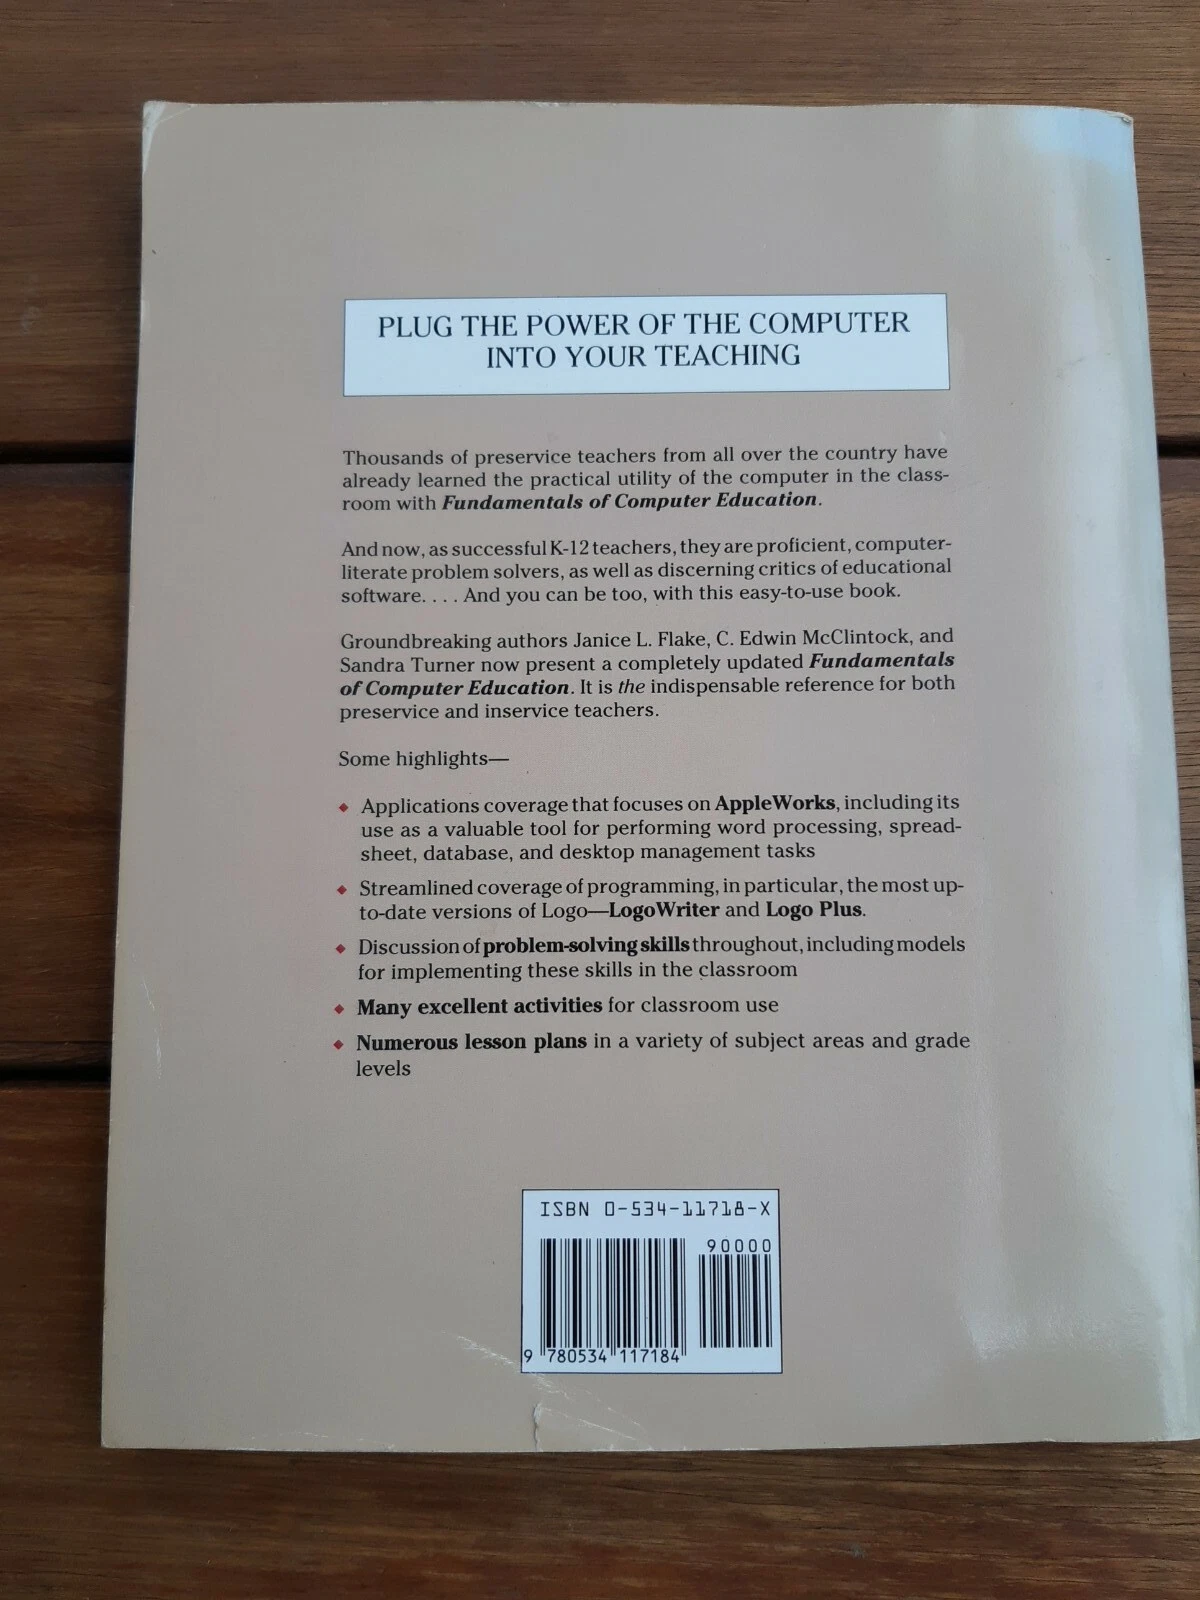 PLUG THE POWER OF THE COMPUTER
INTO YOUR TEACHING
Thousands of preservice teachers from all over the country have
already learned the practical utility of the computer in the class-
room with Fundamentals of Computer Education.
And now, as successful K-12 teachers, they are proficient, computer-
literate problem solvers, as well as discerning critics of educational
software. . . . And you can be too, with this easy-to-use book.
Groundbreaking authors Janice L. Flake, C. Edwin McClintock, and
Sandra Turner now present a completely updated Fundamentals
of Computer Education. It is the indispensable reference for both
preservice and inservice teachers.
Some highlights—
◆ Applications coverage that focuses on AppleWorks, including its
use as a valuable tool for performing word processing, spread-
sheet, database, and desktop management tasks
◆ Streamlined coverage of programming, in particular, the most up-
to-date versions of Logo—LogoWriter and Logo Plus.
◆ Discussion of problem-solving skills throughout, including models
for implementing these skills in the classroom
◆ Many excellent activities for classroom use
◆ Numerous lesson plans in a variety of subject areas and grade
levels
ISBN 0-534-11718-X
90000
9 780534 117184